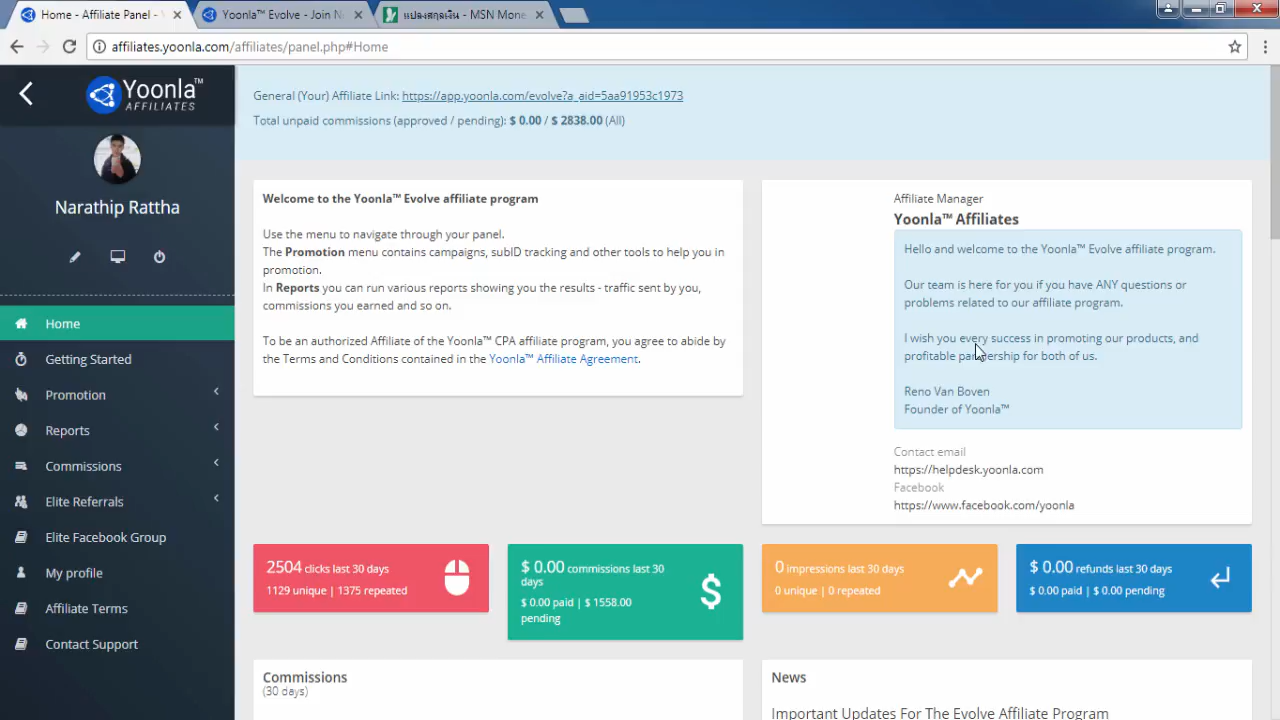 Home - Affiliate Panel -
Yoonla™ Evolve - Join N
แปลงสกุลเงิน - MSN Mone
affiliates.yoonla.com/affiliates/panel.php#Home
Yoonla™
AFFILIATES
Narathip Rattha
Home
Getting Started
Promotion
Reports
Commissions
Elite Referrals
Elite Facebook Group
My profile
Affiliate Terms
Contact Support
General (Your) Affiliate Link: https://app.yoonla.com/evolve?a_aid=5aa91953c1973
Total unpaid commissions (approved / pending): $ 0.00 / $ 2838.00 (All)
Welcome to the Yoonla™ Evolve affiliate program
Use the menu to navigate through your panel.
The Promotion menu contains campaigns, subID tracking and other tools to help you in
promotion.
In Reports you can run various reports showing you the results - traffic sent by you,
commissions you earned and so on.
To be an authorized Affiliate of the Yoonla™ CPA affiliate program, you agree to abide by
the Terms and Conditions contained in the Yoonla™ Affiliate Agreement.
Affiliate Manager
Yoonla™ Affiliates
Hello and welcome to the Yoonla™ Evolve affiliate program.
Our team is here for you if you have ANY questions or
problems related to our affiliate program.
I wish you every success in promoting our products, and
profitable partnership for both of us.
Reno Van Boven
Founder of Yoonla™
Contact email
https://helpdesk.yoonla.com
Facebook
https://www.facebook.com/yoonla
2504 clicks last 30 days
1129 unique | 1375 repeated
$ 0.00 commissions last 30
days
$ 0.00 paid | $ 1558.00
pending
0 impressions last 30 days
0 unique | 0 repeated
$ 0.00 refunds last 30 days
$ 0.00 paid | $ 0.00 pending
Commissions
(30 days)
News
Important Updates For The Evolve Affiliate Program